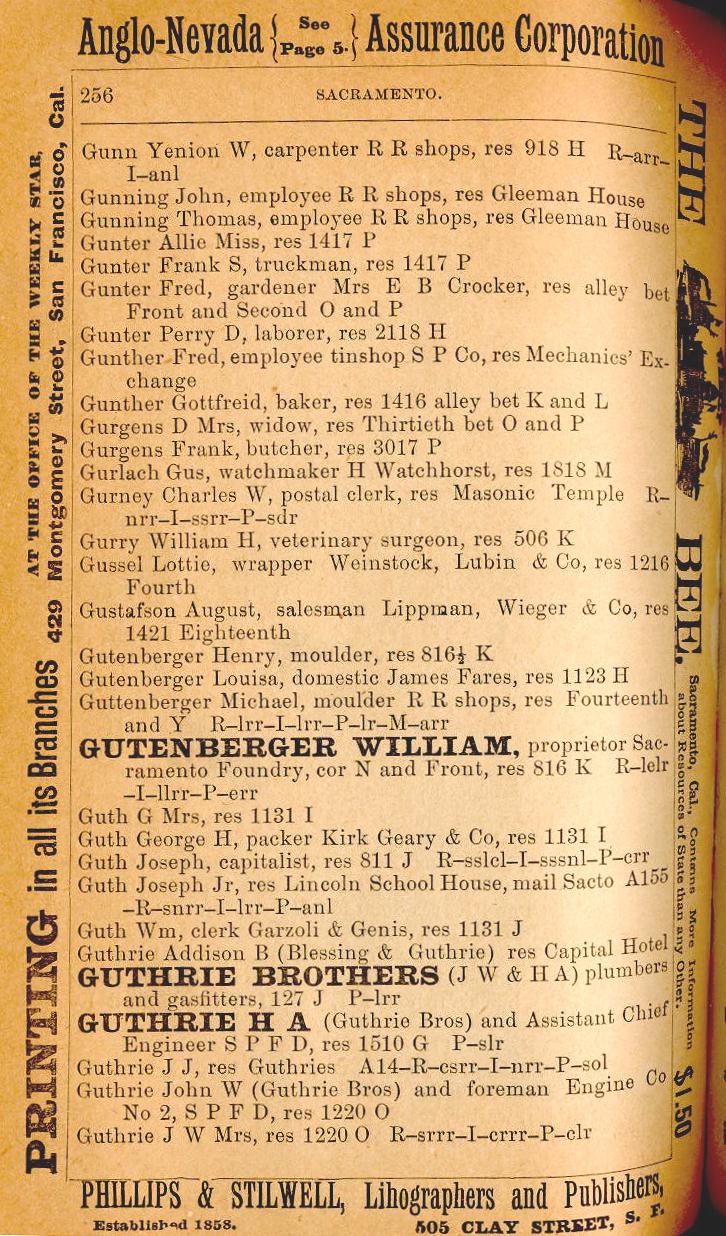 Anglo-Nevada { See Page 5. } Assurance Corporation
256 SACRAMENTO.
Gunn Yenion W, carpenter R R shops, res 918 H R–arr–
I–anl
Gunning John, employee R R shops, res Gleeman House
Gunning Thomas, employee R R shops, res Gleeman House
Gunter Allie Miss, res 1417 P
Gunter Frank S, truckman, res 1417 P
Gunter Fred, gardener Mrs E B Crocker, res alley bet
Front and Second O and P
Gunter Perry D, laborer, res 2118 H
Gunther Fred, employee tinshop S P Co, res Mechanics' Ex-
change
Gunther Gottfreid, baker, res 1416 alley bet K and L
Gurgens D Mrs, widow, res Thirtieth bet O and P
Gurgens Frank, butcher, res 3017 P
Gurlach Gus, watchmaker H Watchhorst, res 1818 M
Gurney Charles W, postal clerk, res Masonic Temple R–
nrr–I–ssrr–P–sdr
Gurry William H, veterinary surgeon, res 506 K
Gussel Lottie, wrapper Weinstock, Lubin & Co, res 1216
Fourth
Gustafson August, salesman Lippman, Wieger & Co, res
1421 Eighteenth
Gutenberger Henry, moulder, res 816½ K
Gutenberger Louisa, domestic James Fares, res 1123 H
Guttenberger Michael, moulder R R shops, res Fourteenth
and Y R–lrr–I–lrr–P–lr–M–arr
GUTENBERGER WILLIAM, proprietor Sac-
ramento Foundry, cor N and Front, res 816 K R–lelr
–I–llrr–P–err
Guth G Mrs, res 1131 I
Guth George H, packer Kirk Geary & Co, res 1131 I
Guth Joseph, capitalist, res 811 J R–sslcl–I–sssnl–P–crr
Guth Joseph Jr, res Lincoln School House, mail Sacto A155
–R–snrr–I–lrr–P–anl
Guth Wm, clerk Garzoli & Genis, res 1131 J
Guthrie Addison B (Blessing & Guthrie) res Capital Hotel
GUTHRIE BROTHERS (J W & H A) plumbers
and gasfitters, 127 J P–lrr
GUTHRIE H A (Guthrie Bros) and Assistant Chief
Engineer S P F D, res 1510 G P–slr
Guthrie J J, res Guthries A14–R–csrr–I–nrr–P–sol
Guthrie John W (Guthrie Bros) and foreman Engine Co
No 2, S P F D, res 1220 O
Guthrie J W Mrs, res 1220 O R–srrr–I–crrr–P–clr
PHILLIPS & STILWELL, Lihographers and Publishers,
Established 1858. 505 CLAY STREET, S. F.
PRINTING in all its Branches
AT THE OFFICE OF THE WEEKLY STAR,
429 Montgomery Street, San Francisco, Cal.
THE BEE.
Sacramento, Cal., Contains More Information
about Resources of State than any Other.
$1.50